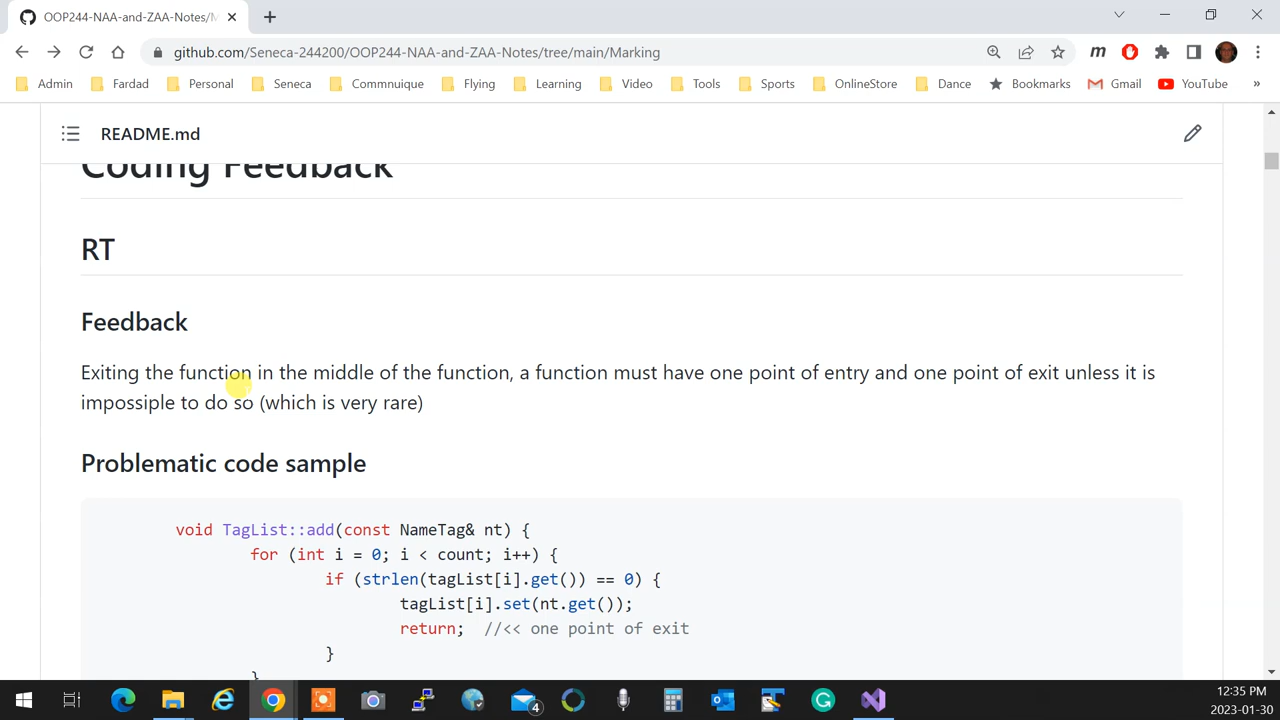 OOP244-NAA-and-ZAA-Notes/M
github.com/Seneca-244200/OOP244-NAA-and-ZAA-Notes/tree/main/Marking
m
Admin Fardad Personal Seneca Commnuique Flying Learning Video Tools Sports OnlineStore Dance Bookmarks Gmail YouTube »
README.md
Coding Feedback
RT
Feedback
Exiting the function in the middle of the function, a function must have one point of entry and one point of exit unless it is
impossiple to do so (which is very rare)
Problematic code sample
void TagList::add(const NameTag& nt) {
for (int i = 0; i < count; i++) {
if (strlen(tagList[i].get()) == 0) {
tagList[i].set(nt.get());
return; //<< one point of exit
}
}
4
12:35 PM
2023-01-30